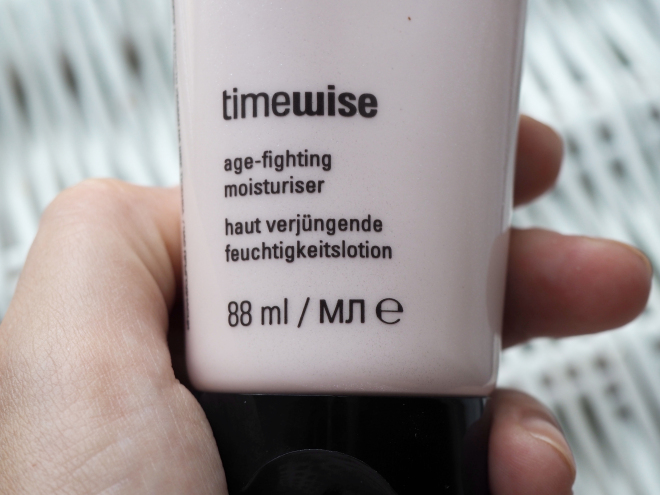 timewise
age-fighting
moisturiser
haut verjüngende
feuchtigkeitslotion
88 ml / МЛ ℮